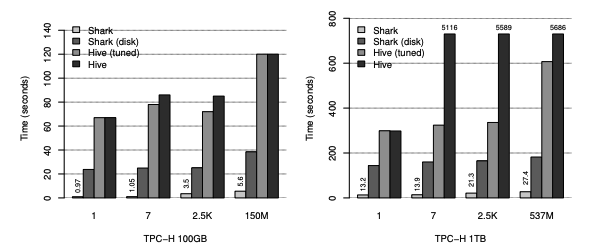 Time (seconds)
140
120
100
80
60
40
20
0
Shark
Shark (disk)
Hive (tuned)
Hive
0.97
1.05
3.5
5.6
1
7
2.5K
150M
TPC-H 100GB
Time (seconds)
800
600
400
200
0
Shark
Shark (disk)
Hive (tuned)
Hive
5116
5589
5686
13.2
13.9
21.3
27.4
1
7
2.5K
537M
TPC-H 1TB